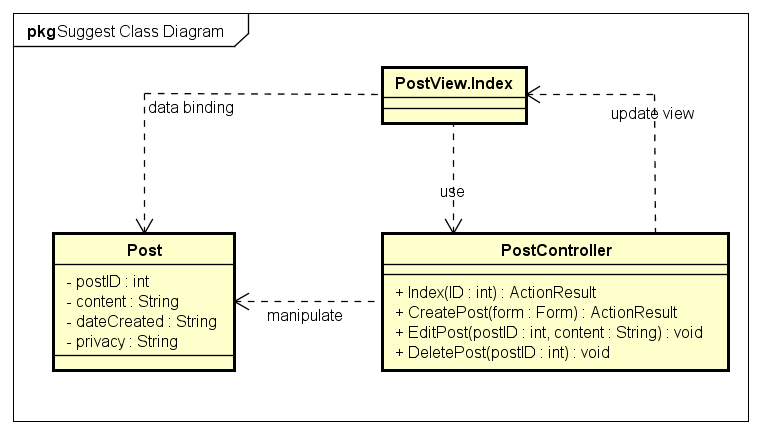 pkg Suggest Class Diagram
PostView.Index
data binding
update view
use
Post
- postID : int
- content : String
- dateCreated : String
- privacy : String
manipulate
PostController
+ Index(ID : int) : ActionResult
+ CreatePost(form : Form) : ActionResult
+ EditPost(postID : int, content : String) : void
+ DeletePost(postID : int) : void